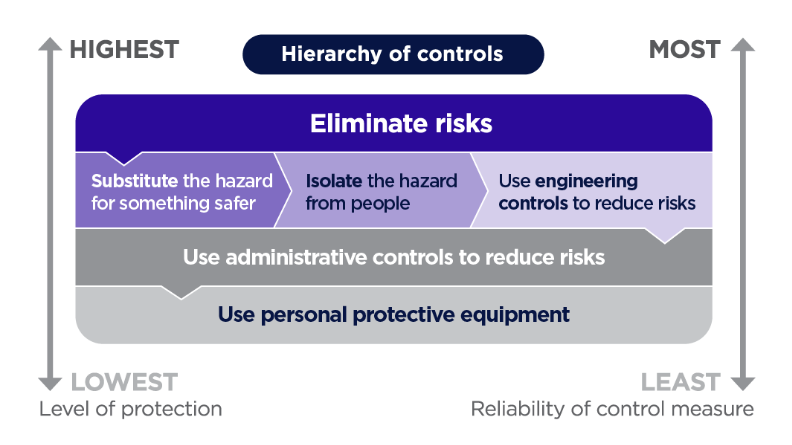 HIGHEST
Hierarchy of controls
MOST
Eliminate risks
Substitute the hazard
for something safer
Isolate the hazard
from people
Use engineering
controls to reduce risks
Use administrative controls to reduce risks
Use personal protective equipment
LOWEST
Level of protection
LEAST
Reliability of control measure